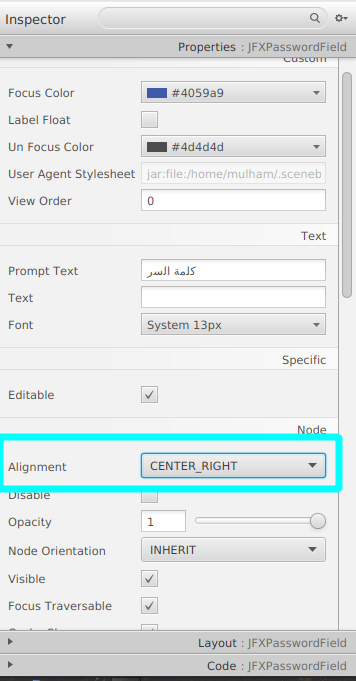 Inspector
Properties : JFXPasswordField
Custom
Focus Color #4059a9
Label Float
Un Focus Color #4d4d4d
User Agent Stylesheet jar:file:/home/mulham/.sceneb
View Order 0
Text
Prompt Text كلمة السر
Text
Font System 13px
Specific
Editable
Node
Alignment CENTER_RIGHT
Disable
Opacity 1
Node Orientation INHERIT
Visible
Focus Traversable
Layout : JFXPasswordField
Code : JFXPasswordField